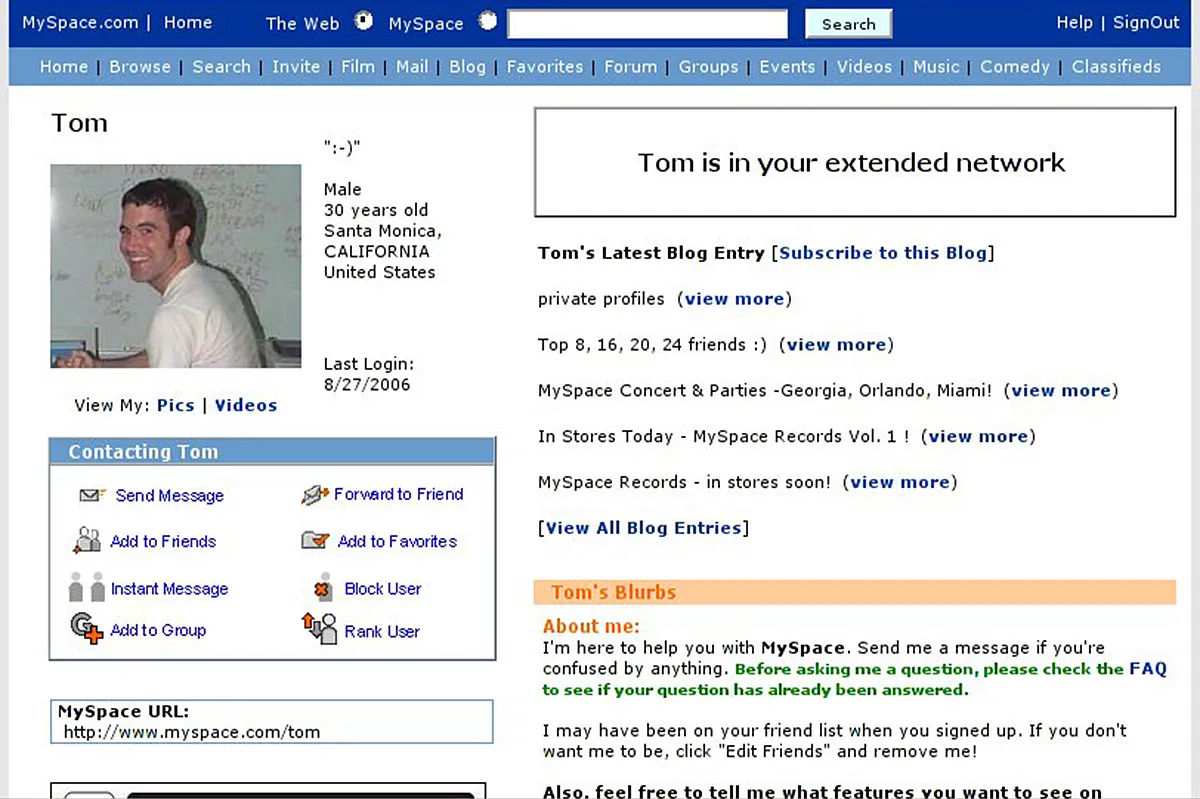 MySpace.com | Home The Web MySpace Search Help | SignOut
Home | Browse | Search | Invite | Film | Mail | Blog | Favorites | Forum | Groups | Events | Videos | Music | Comedy | Classifieds
Tom
":-)"
Male
30 years old
Santa Monica,
CALIFORNIA
United States
Last Login:
8/27/2006
View My: Pics | Videos
Contacting Tom
Send Message Forward to Friend
Add to Friends Add to Favorites
Instant Message Block User
Add to Group Rank User
MySpace URL:
http://www.myspace.com/tom
Tom is in your extended network
Tom's Latest Blog Entry [Subscribe to this Blog]
private profiles (view more)
Top 8, 16, 20, 24 friends :) (view more)
MySpace Concert & Parties -Georgia, Orlando, Miami! (view more)
In Stores Today - MySpace Records Vol. 1 ! (view more)
MySpace Records - in stores soon! (view more)
[View All Blog Entries]
Tom's Blurbs
About me:
I'm here to help you with MySpace. Send me a message if you're
confused by anything. Before asking me a question, please check the FAQ
to see if your question has already been answered.
I may have been on your friend list when you signed up. If you don't
want me to be, click "Edit Friends" and remove me!
Also, feel free to tell me what features you want to see on